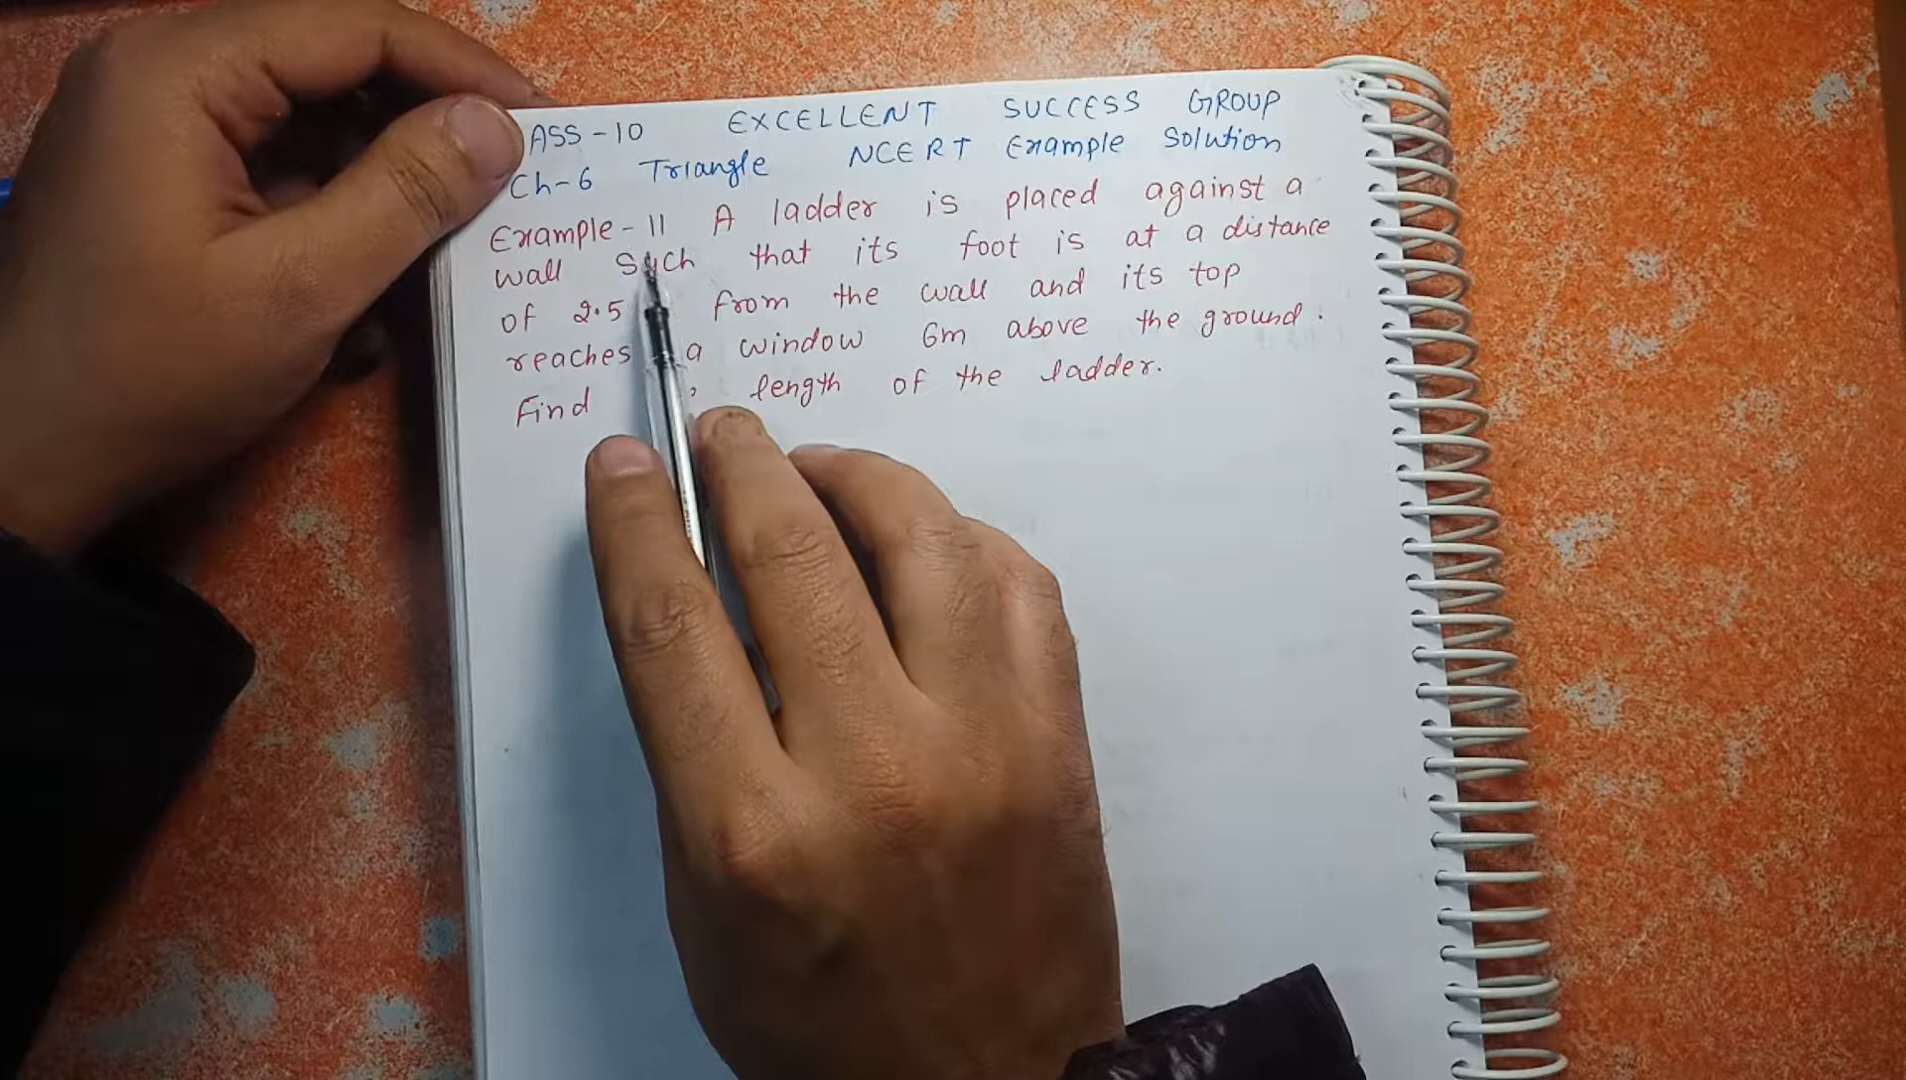 ASS-10 EXCELLENT SUCCESS GROUP
Ch-6 Triangle NCERT Example Solution
Example-11 A ladder is placed against a
wall Such that its foot is at a distance
of 2.5 from the wall and its top
reaches a window 6m above the ground.
Find length of the ladder.